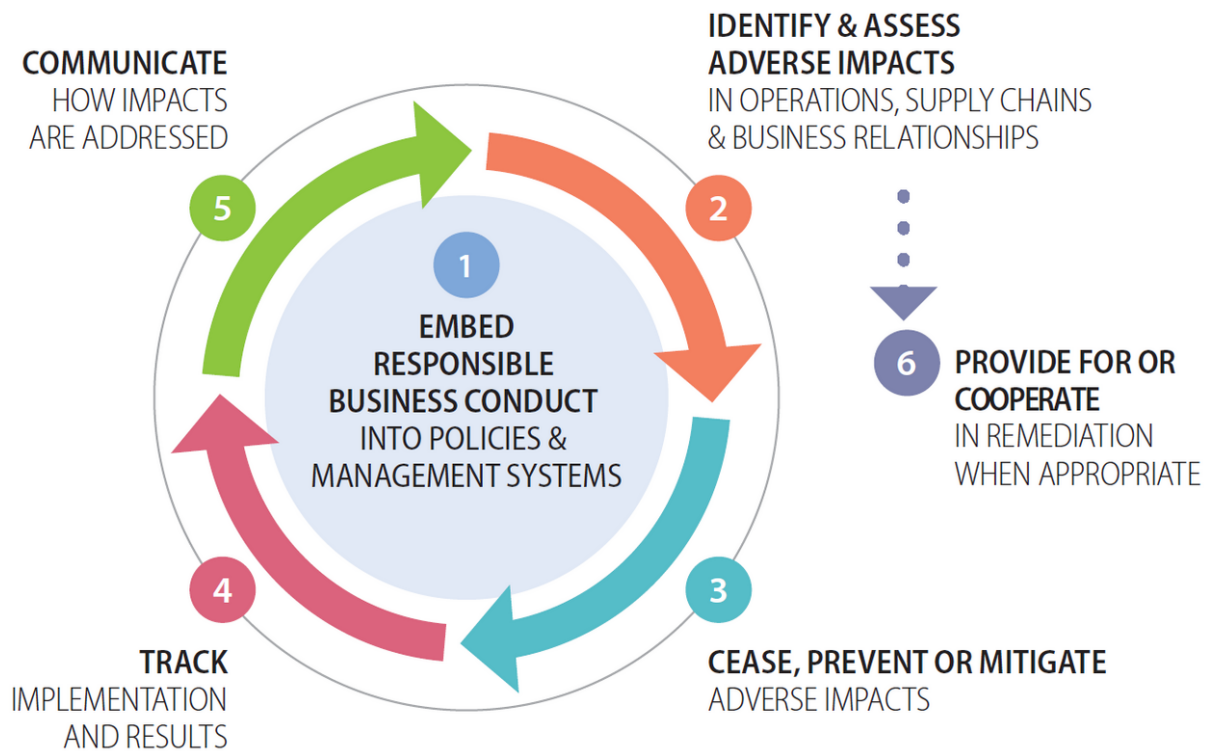 1
EMBED
RESPONSIBLE
BUSINESS CONDUCT
INTO POLICIES &
MANAGEMENT SYSTEMS
2
IDENTIFY & ASSESS
ADVERSE IMPACTS
IN OPERATIONS, SUPPLY CHAINS
& BUSINESS RELATIONSHIPS
3
CEASE, PREVENT OR MITIGATE
ADVERSE IMPACTS
4
TRACK
IMPLEMENTATION
AND RESULTS
5
COMMUNICATE
HOW IMPACTS
ARE ADDRESSED
6
PROVIDE FOR OR
COOPERATE
IN REMEDIATION
WHEN APPROPRIATE